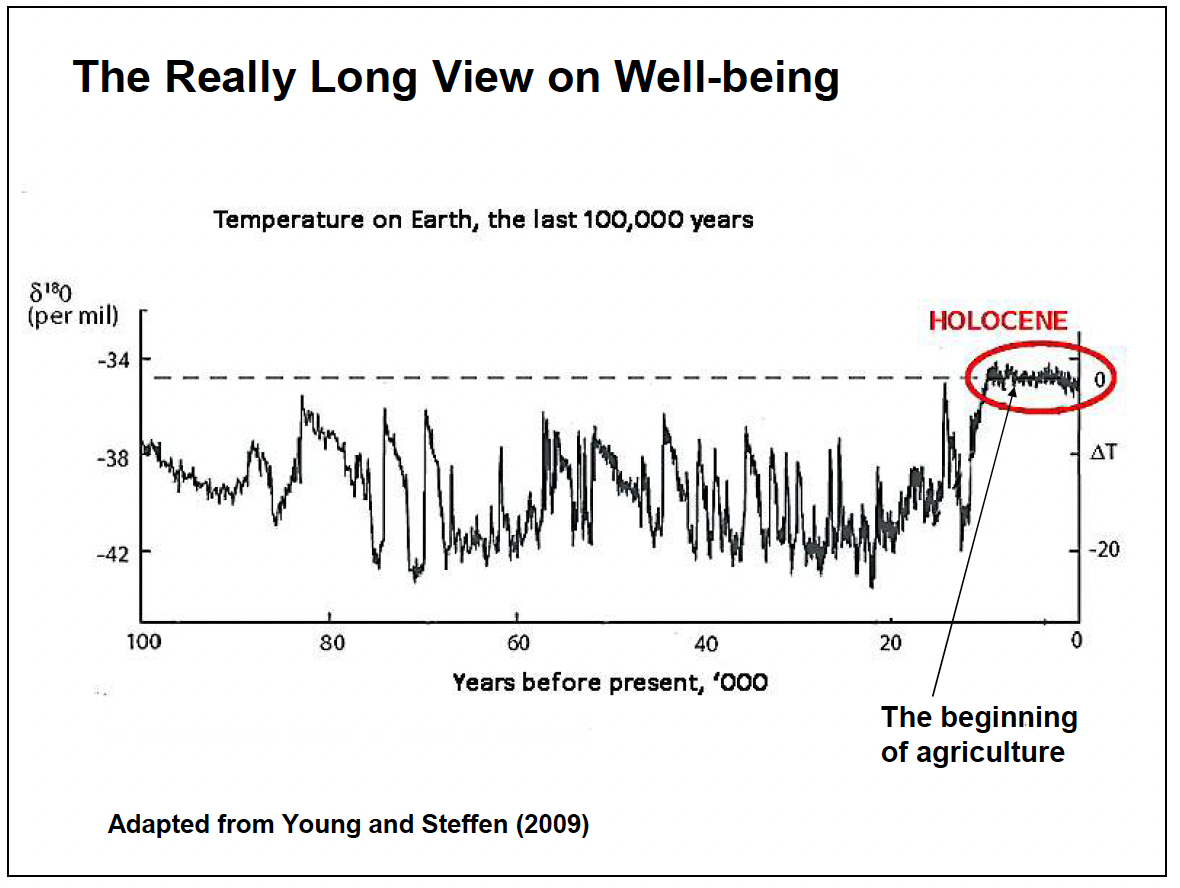 The Really Long View on Well-being
Temperature on Earth, the last 100,000 years
δ¹⁸O
(per mil)
HOLOCENE
-34
0
-38
ΔT
-42
-20
100
80
60
40
20
0
Years before present, ‘000
The beginning
of agriculture
Adapted from Young and Steffen (2009)